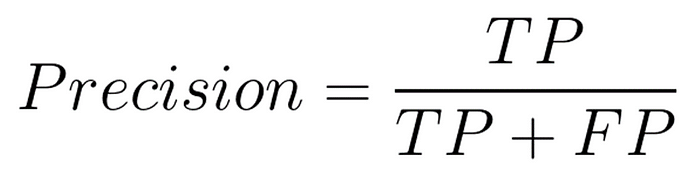 Precision = TP / TP + FP